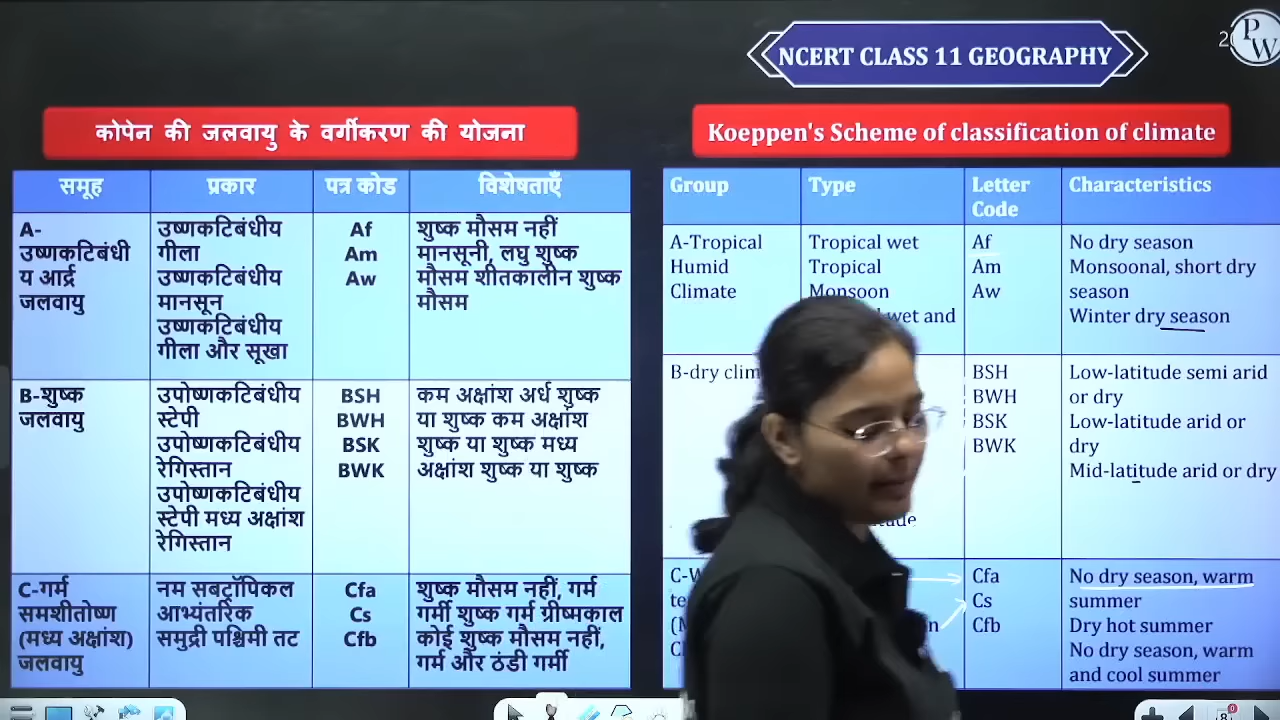 NCERT CLASS 11 GEOGRAPHY
2
PW
कोपेन की जलवायु के वर्गीकरण की योजना
समूह
प्रकार
पत्र कोड
विशेषताएँ
A-
उष्णकटिबंधी
य आर्द्र
जलवायु
उष्णकटिबंधीय
गीला
उष्णकटिबंधीय
मानसून
उष्णकटिबंधीय
गीला और सूखा
Af
Am
Aw
शुष्क मौसम नहीं
मानसूनी, लघु शुष्क
मौसम शीतकालीन शुष्क
मौसम
B-शुष्क
जलवायु
उपोष्णकटिबंधीय
स्टेपी
उपोष्णकटिबंधीय
रेगिस्तान
उपोष्णकटिबंधीय
स्टेपी मध्य अक्षांश
रेगिस्तान
BSH
BWH
BSK
BWK
कम अक्षांश अर्ध शुष्क
या शुष्क कम अक्षांश
शुष्क या शुष्क मध्य
अक्षांश शुष्क या शुष्क
C-गर्म
समशीतोष्ण
(मध्य अक्षांश)
जलवायु
नम सबट्रॉपिकल
आभ्यंतरिक
समुद्री पश्चिमी तट
Cfa
Cs
Cfb
शुष्क मौसम नहीं, गर्म
गर्मी शुष्क गर्म ग्रीष्मकाल
कोई शुष्क मौसम नहीं,
गर्म और ठंडी गर्मी
Koeppen's Scheme of classification of climate
Group
Type
Letter
Code
Characteristics
A-Tropical
Humid
Climate
Tropical wet
Tropical
Monsoon
wet and
Af
Am
Aw
No dry season
Monsoonal, short dry
season
Winter dry season
B-dry
BSH
BWH
BSK
BWK
Low-latitude semi arid
or dry
Low-latitude arid or
dry
Mid-latitude arid or dry
Cfa
Cs
Cfb
No dry season, warm
summer
Dry hot summer
No dry season, warm
and cool summer
8